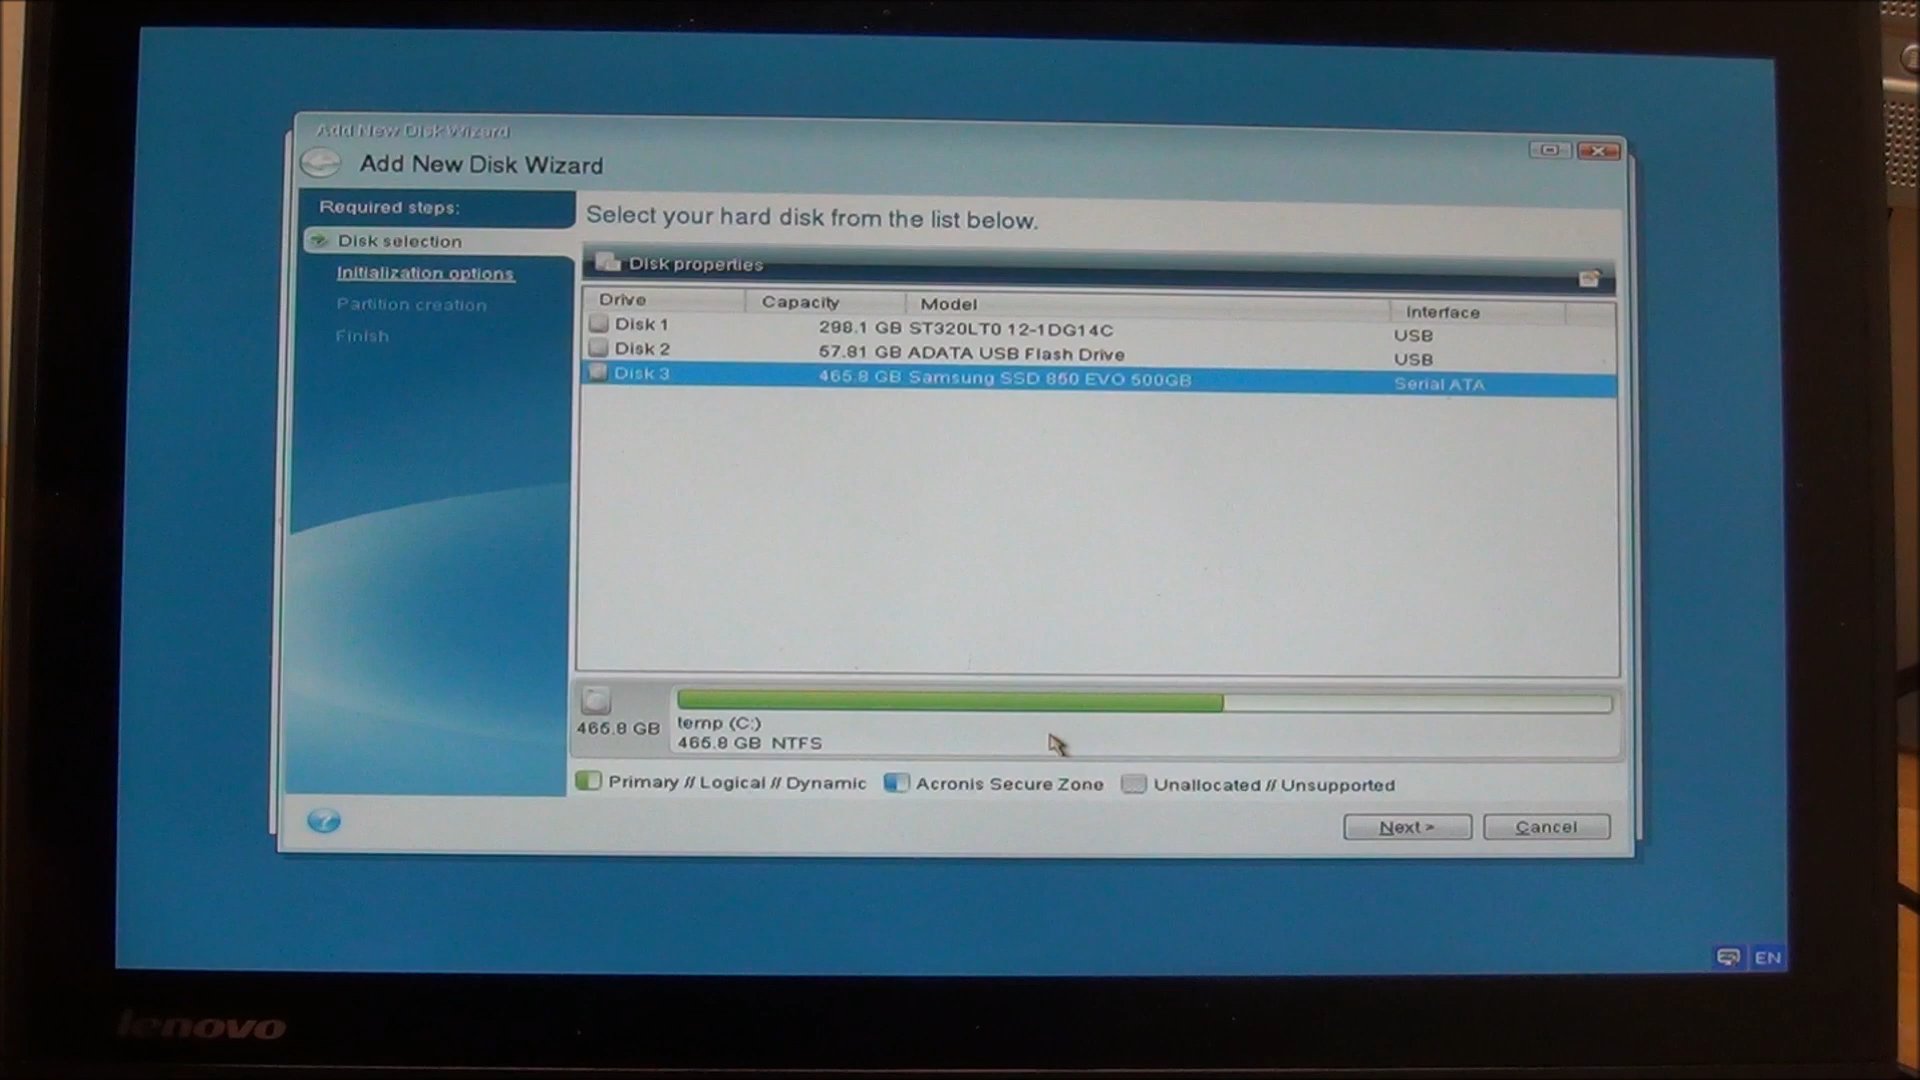 Add New Disk Wizard
Add New Disk Wizard
Required steps:
Disk selection
Initialization options
Partition creation
Finish
Select your hard disk from the list below.
Disk properties
Drive Capacity Model Interface
Disk 1 298.1 GB ST320LT0 12-1DG14C USB
Disk 2 57.81 GB ADATA USB Flash Drive USB
Disk 3 465.8 GB Samsung SSD 850 EVO 500GB Serial ATA
465.8 GB
temp (C:)
465.8 GB NTFS
Primary // Logical // Dynamic Acronis Secure Zone Unallocated // Unsupported
?
Next > Cancel
EN
lenovo